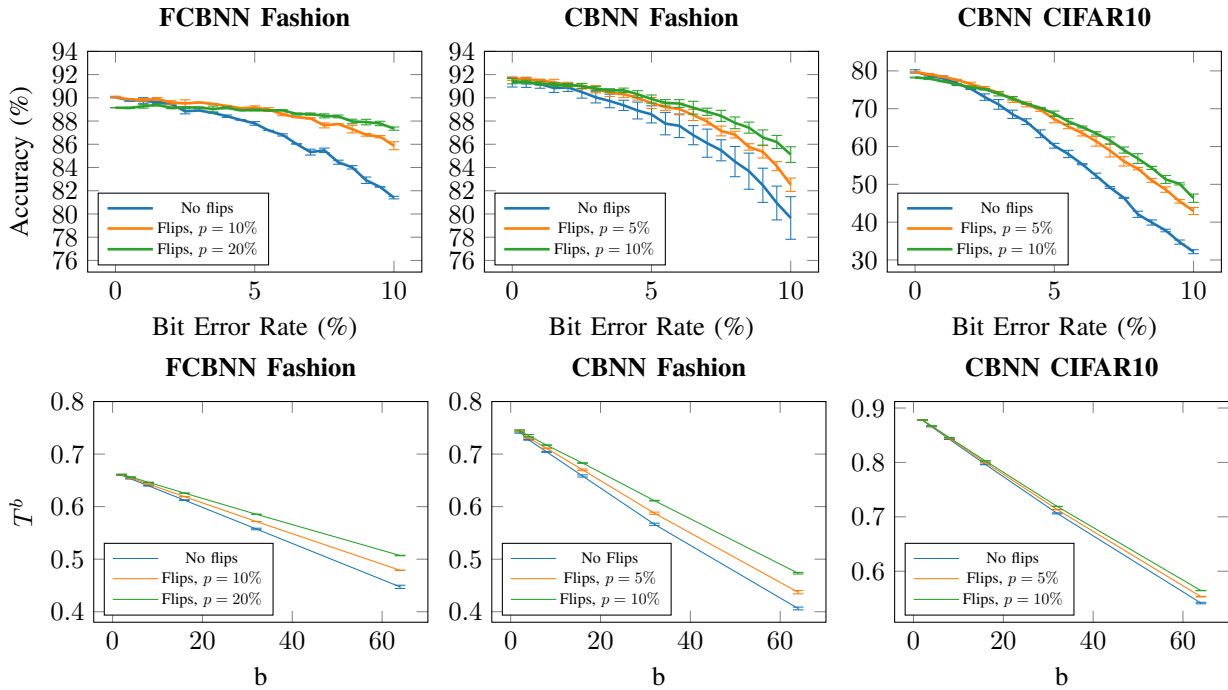 FCBNN Fashion
CBNN Fashion
CBNN CIFAR10
Accuracy (%)
94
92
90
88
86
84
82
80
78
76
No flips
Flips, p = 10%
Flips, p = 20%
0 5 10
Bit Error Rate (%)
94
92
90
88
86
84
82
80
78
76
No flips
Flips, p = 5%
Flips, p = 10%
0 5 10
Bit Error Rate (%)
80
70
60
50
40
30
No flips
Flips, p = 5%
Flips, p = 10%
0 5 10
Bit Error Rate (%)
FCBNN Fashion
CBNN Fashion
CBNN CIFAR10
T^b
0.8
0.7
0.6
0.5
0.4
No flips
Flips, p = 10%
Flips, p = 20%
0 20 40 60
b
0.8
0.7
0.6
0.5
0.4
No Flips
Flips, p = 5%
Flips, p = 10%
0 20 40 60
b
0.9
0.8
0.7
0.6
No flips
Flips, p = 5%
Flips, p = 10%
0 20 40 60
b